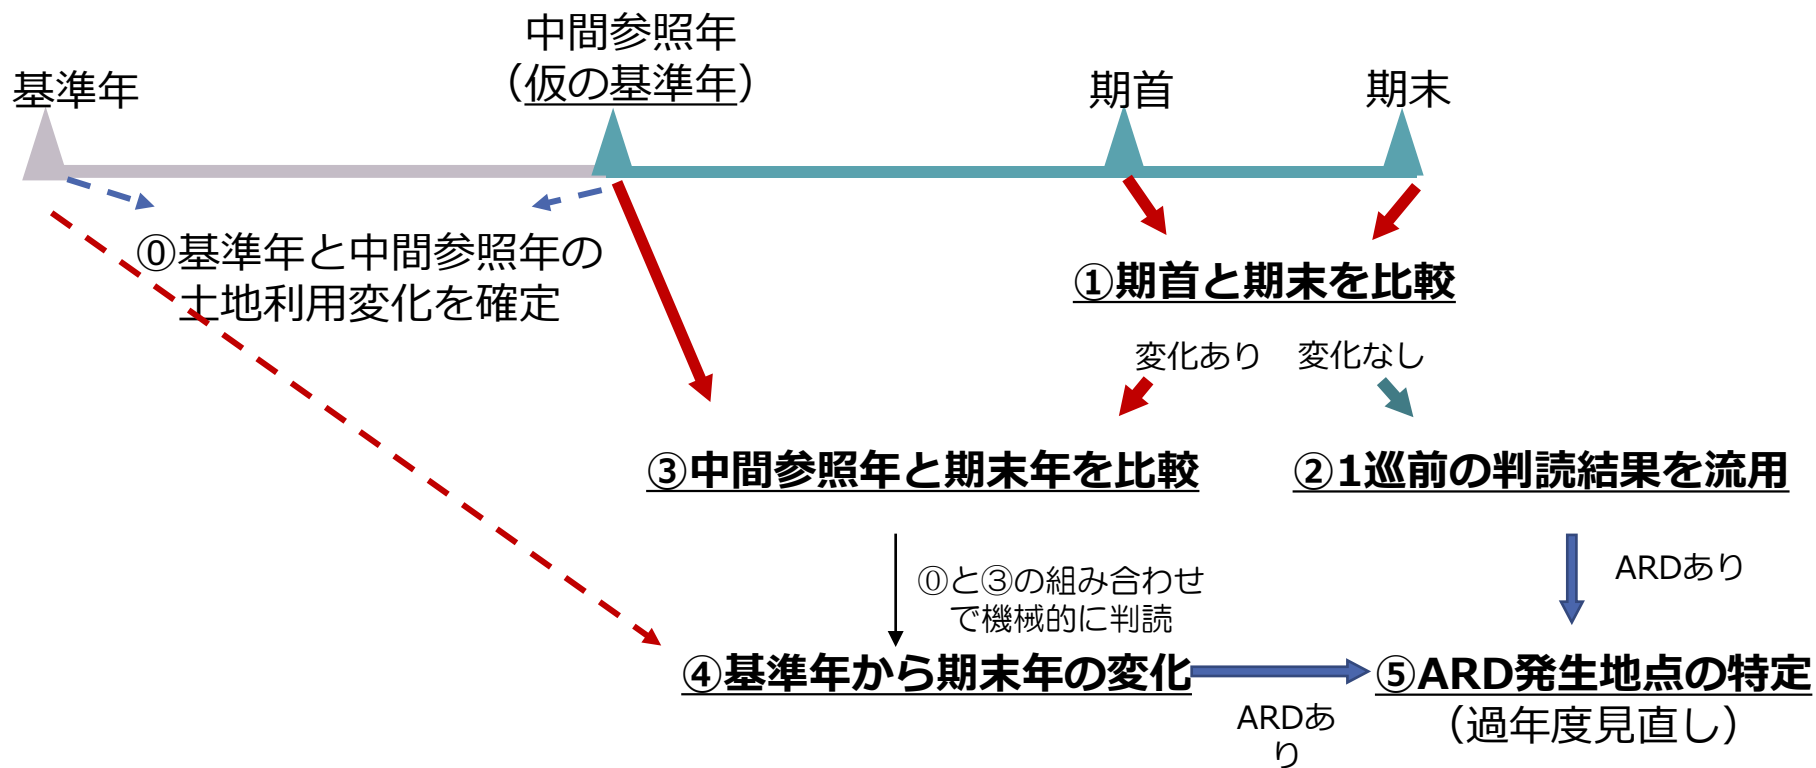 中間参照年
（仮の基準年）
基準年
期首
期末
⓪基準年と中間参照年の
土地利用変化を確定
①期首と期末を比較
変化あり
変化なし
③中間参照年と期末年を比較
②1巡前の判読結果を流用
⓪と③の組み合わせ
で機械的に判読
ARDあり
④基準年から期末年の変化
ARDあ
り
⑤ARD発生地点の特定
（過年度見直し）